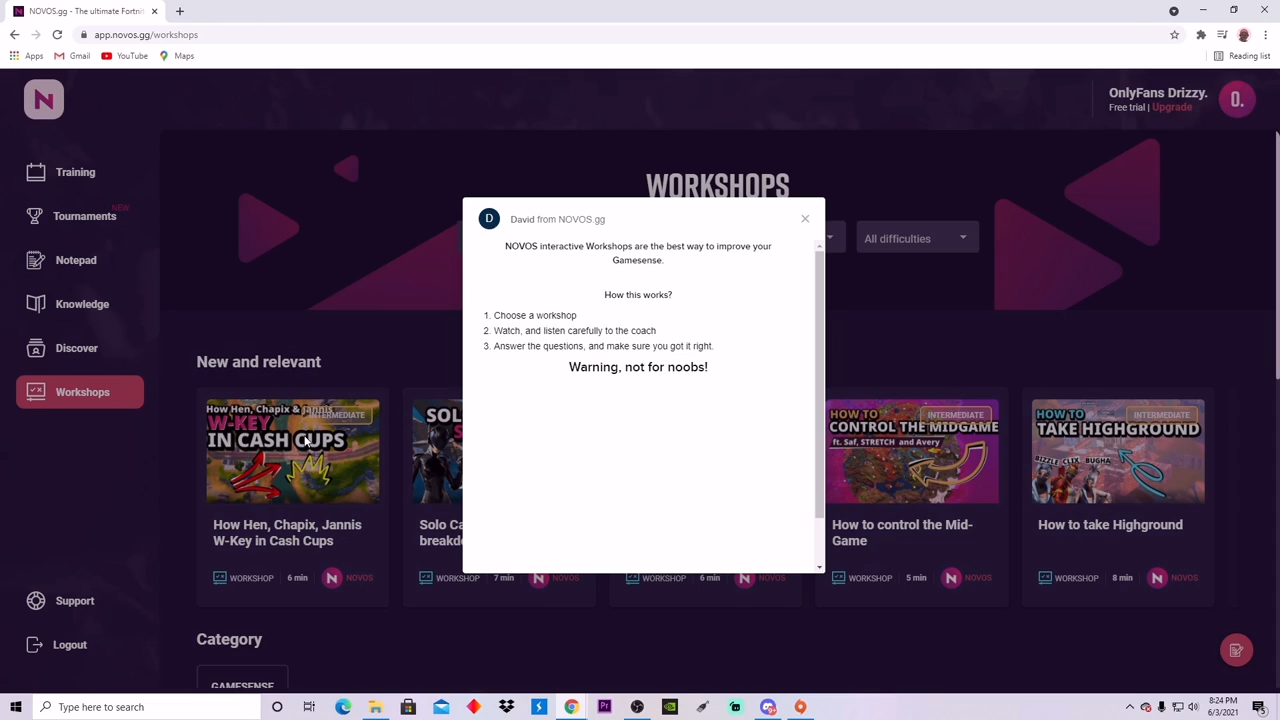 NOVOS.gg - The ultimate Fortni
app.novos.gg/workshops
Apps
Gmail
YouTube
Maps
Reading list
N
OnlyFans Drizzy.
Free trial | Upgrade
O.
Training
NEW
Tournaments
Notepad
Knowledge
Discover
Workshops
Support
Logout
WORKSHOPS
All difficulties
D
David from NOVOS.gg
NOVOS interactive Workshops are the best way to improve your
Gamesense.
How this works?
1. Choose a workshop
2. Watch, and listen carefully to the coach
3. Answer the questions, and make sure you got it right.
Warning, not for noobs!
New and relevant
How Hen, Chapix & Jannis
INTERMEDIATE
W-KEY
IN CASH CUPS
How Hen, Chapix, Jannis
W-Key in Cash Cups
WORKSHOP
6 min
NOVOS
SOL
Solo Ca
breakdo
WORKSHOP
7 min
NOVOS
WORKSHOP
6 min
NOVOS
HOW TO
INTERMEDIATE
CONTROL THE MIDGAME
ft. Saf, STRETCH and Avery
How to control the Mid-
Game
WORKSHOP
5 min
NOVOS
HOW TO
INTERMEDIATE
TAKE HIGHGROUND
BIZZLE CLIX BUGHA
How to take Highground
WORKSHOP
8 min
NOVOS
Category
GAMESENSE
Type here to search
Pr
8:24 PM
6/3/2021